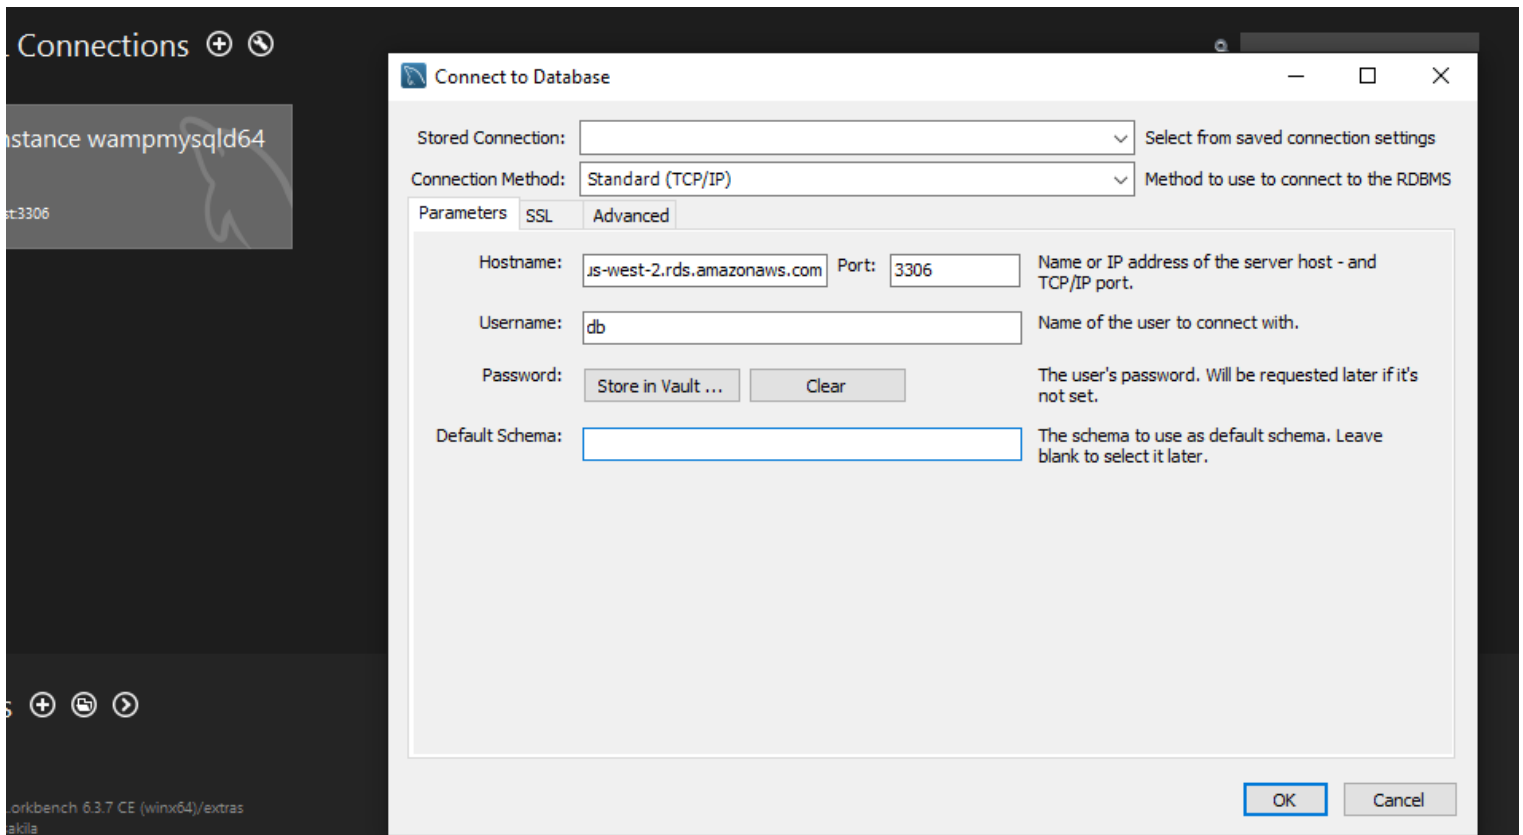 Connections
Connect to Database
nstance wampmysqld64
st:3306
Stored Connection:
Select from saved connection settings
Connection Method:
Standard (TCP/IP)
Method to use to connect to the RDBMS
Parameters
SSL
Advanced
Hostname:
us-west-2.rds.amazonaws.com
Port:
3306
Name or IP address of the server host - and
TCP/IP port.
Username:
db
Name of the user to connect with.
Password:
Store in Vault ...
Clear
The user's password. Will be requested later if it's
not set.
Default Schema:
The schema to use as default schema. Leave
blank to select it later.
s
.orkbench 6.3.7 CE (winx64)/extras
akila
OK
Cancel